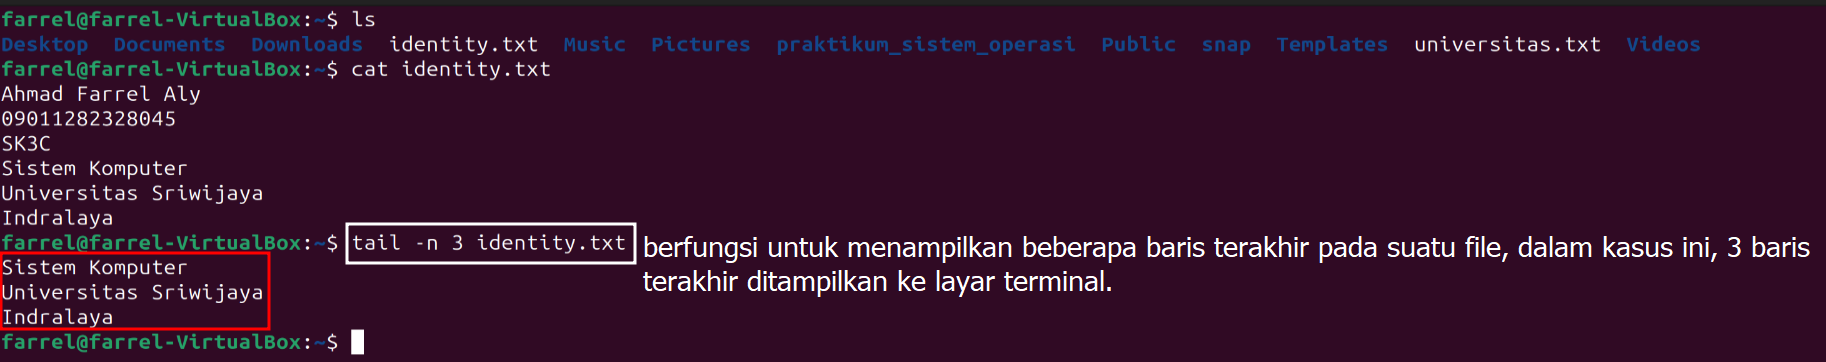 farrel@farrel-VirtualBox:~$ ls
Desktop  Documents  Downloads  identity.txt  Music  Pictures  praktikum_sistem_operasi  Public  snap  Templates  universitas.txt  Videos
farrel@farrel-VirtualBox:~$ cat identity.txt
Ahmad Farrel Aly
09011282328045
SK3C
Sistem Komputer
Universitas Sriwijaya
Indralaya
farrel@farrel-VirtualBox:~$ tail -n 3 identity.txt
berfungsi untuk menampilkan beberapa baris terakhir pada suatu file, dalam kasus ini, 3 baris
terakhir ditampilkan ke layar terminal.
Sistem Komputer
Universitas Sriwijaya
Indralaya
farrel@farrel-VirtualBox:~$